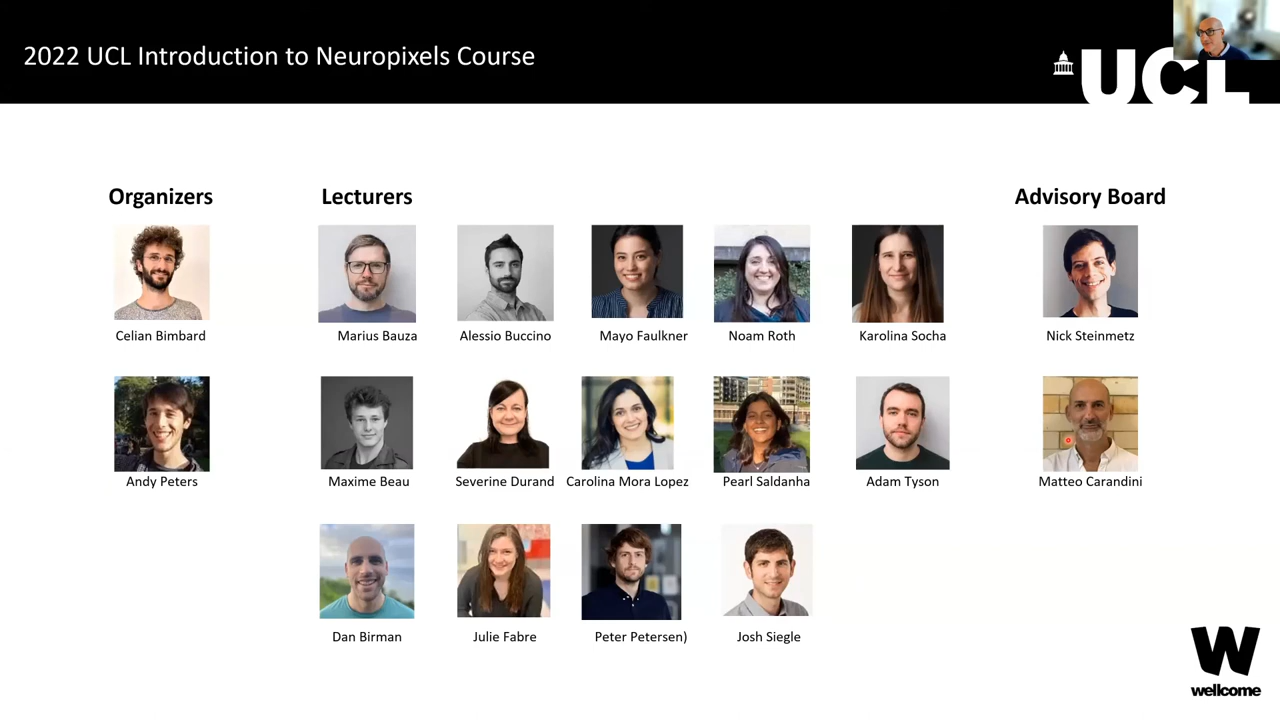 2022 UCL Introduction to Neuropixels Course
UCL
Organizers
Lecturers
Advisory Board
Celian Bimbard
Marius Bauza
Alessio Buccino
Mayo Faulkner
Noam Roth
Karolina Socha
Nick Steinmetz
Andy Peters
Maxime Beau
Severine Durand
Carolina Mora Lopez
Pearl Saldanha
Adam Tyson
Matteo Carandini
Dan Birman
Julie Fabre
Peter Petersen)
Josh Siegle
W
wellcome